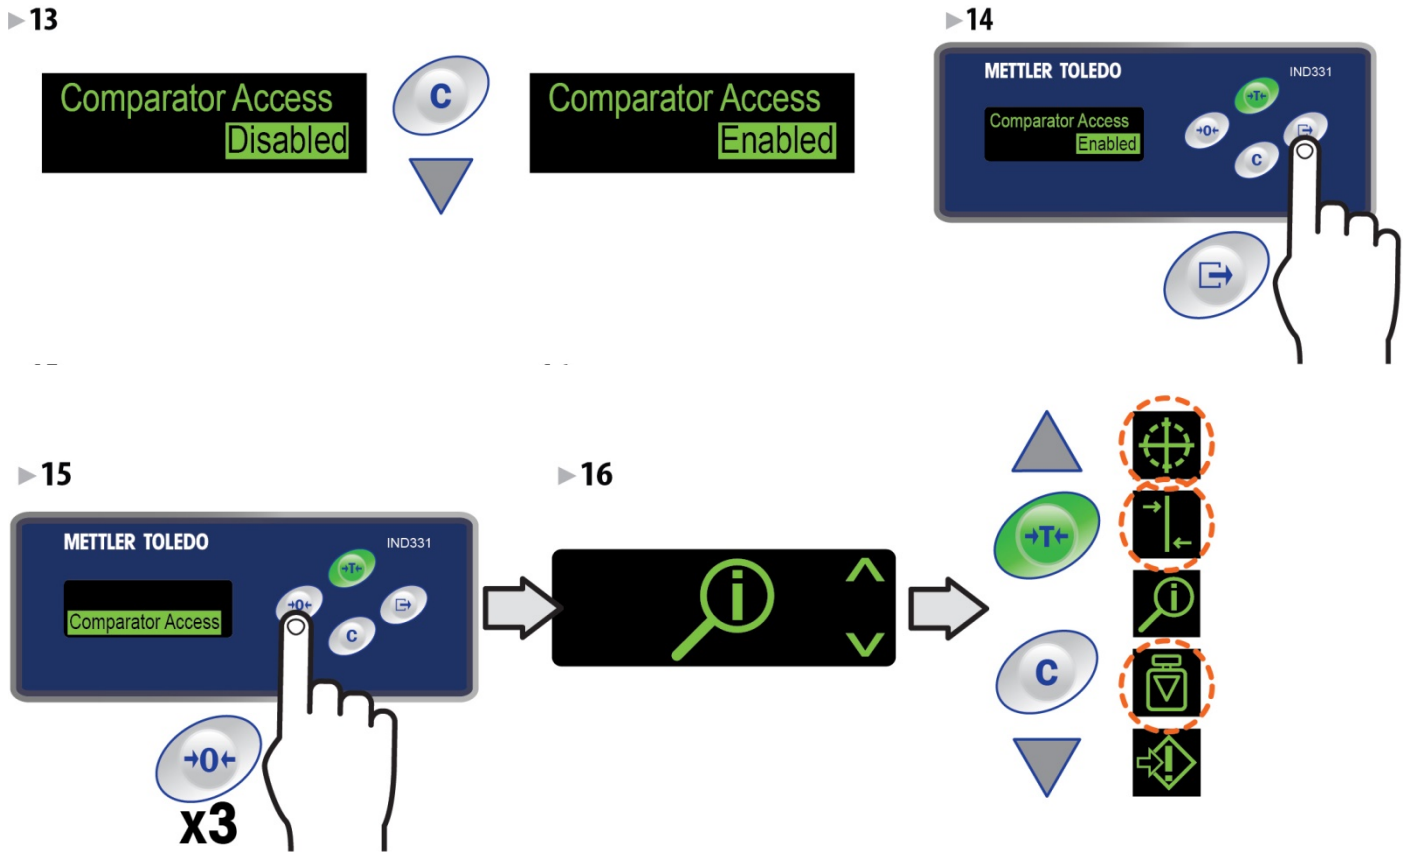 ▶13
Comparator Access
Disabled
C
Comparator Access
Enabled
▶14
METTLER TOLEDO
IND331
Comparator Access
Enabled
→T←
→0←
C
▶15
METTLER TOLEDO
IND331
Comparator Access
→T←
→0←
C
→0←
x3
▶16
i
→T←
i
C
!